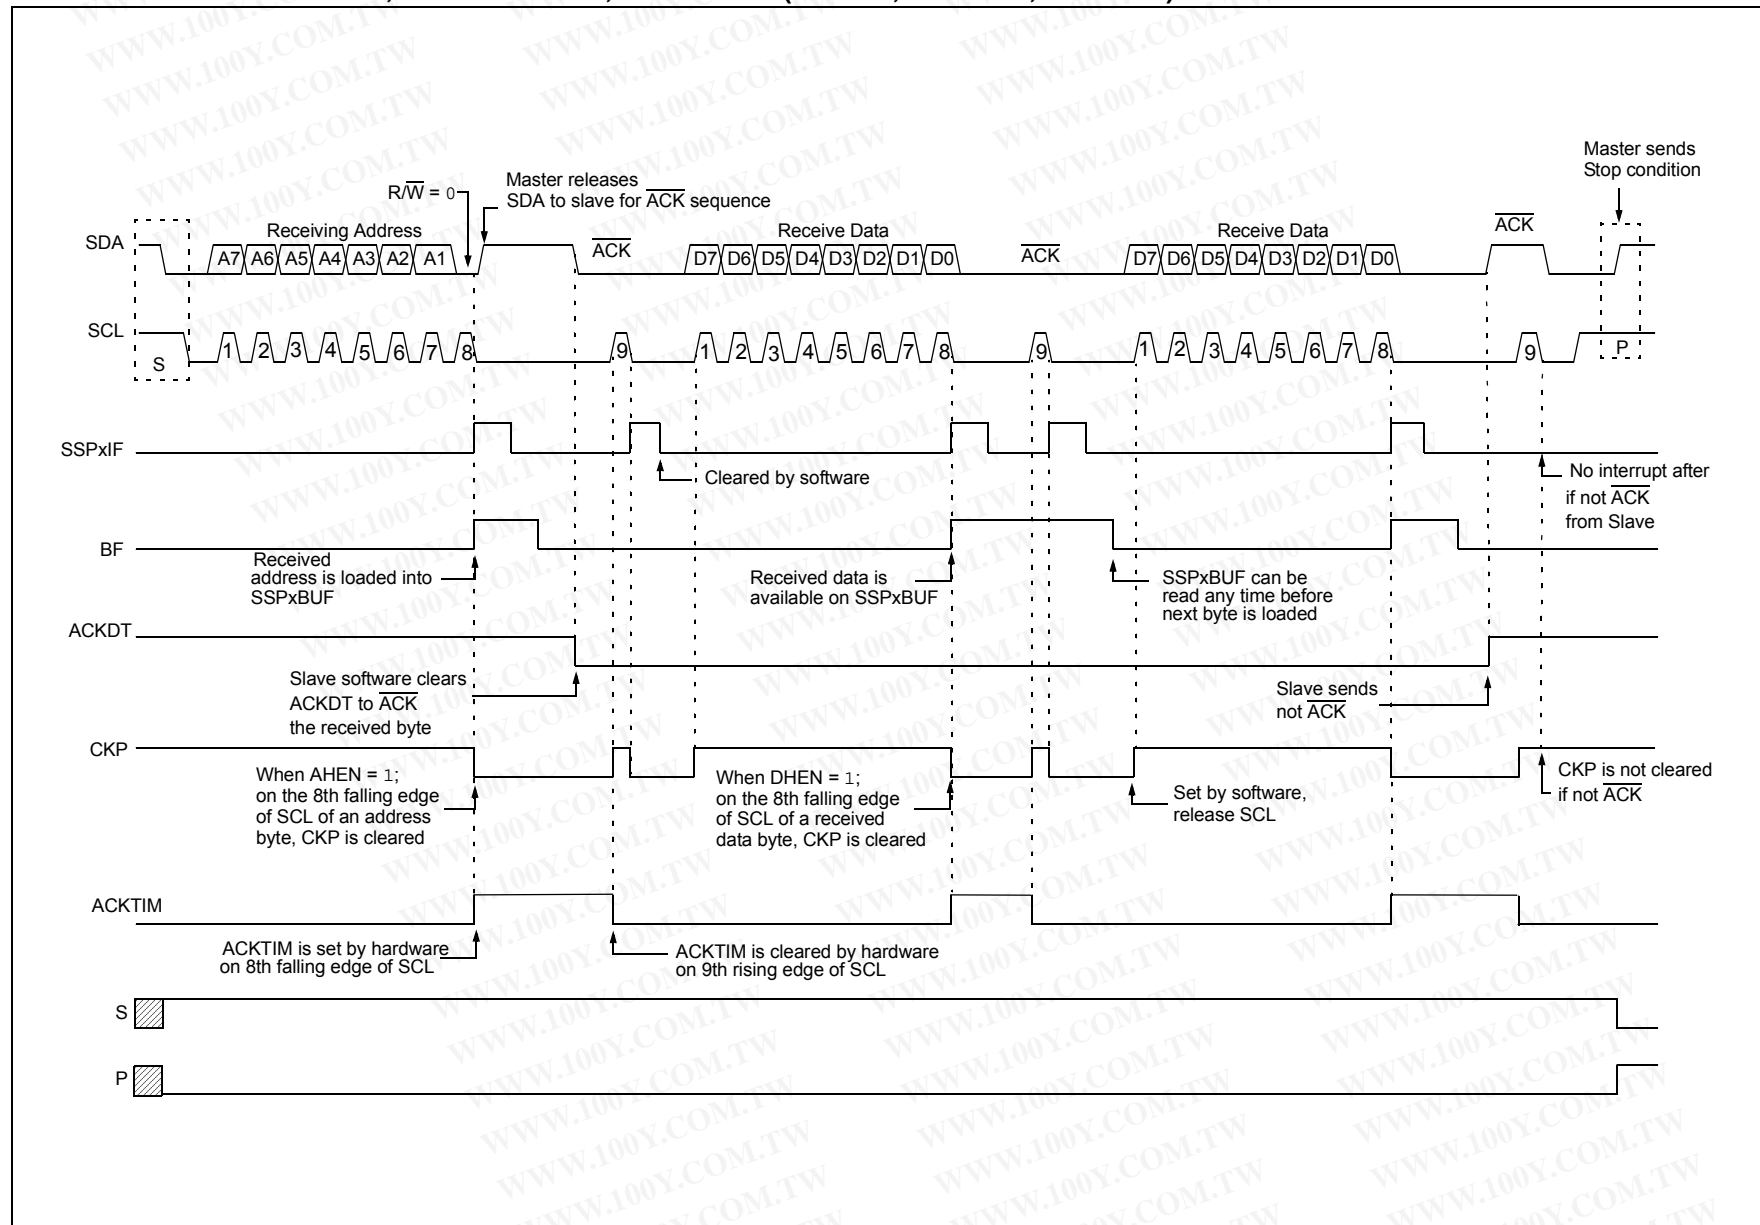 Master sends
Stop condition
R/W = 0
Master releases
SDA to slave for ACK sequence
SDA
Receiving Address
ACK
Receive Data
ACK
Receive Data
ACK
A7 A6 A5 A4 A3 A2 A1
D7 D6 D5 D4 D3 D2 D1 D0
D7 D6 D5 D4 D3 D2 D1 D0
SCL
S
1 2 3 4 5 6 7 8 9
1 2 3 4 5 6 7 8 9
1 2 3 4 5 6 7 8 9
P
SSPxIF
Cleared by software
No interrupt after
if not ACK
from Slave
BF
Received
address is loaded into
SSPxBUF
Received data is
available on SSPxBUF
SSPxBUF can be
read any time before
next byte is loaded
ACKDT
Slave software clears
ACKDT to ACK
the received byte
Slave sends
not ACK
CKP
When AHEN = 1;
on the 8th falling edge
of SCL of an address
byte, CKP is cleared
When DHEN = 1;
on the 8th falling edge
of SCL of a received
data byte, CKP is cleared
Set by software,
release SCL
CKP is not cleared
if not ACK
ACKTIM
ACKTIM is set by hardware
on 8th falling edge of SCL
ACKTIM is cleared by hardware
on 9th rising edge of SCL
S
P
WWW.100Y.COM.TW